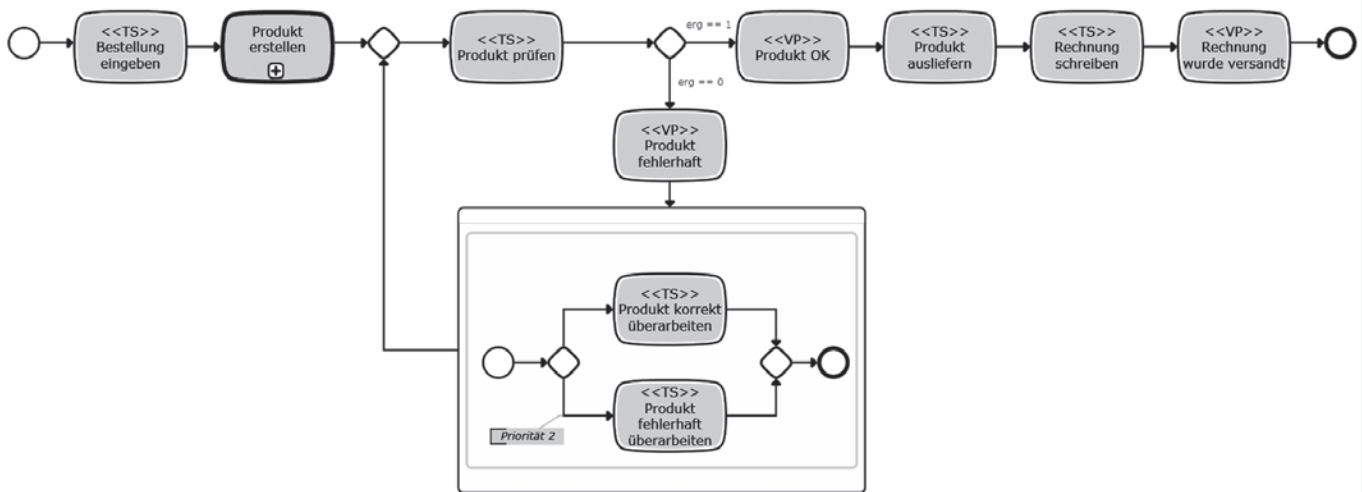 <<TS>>
Bestellung
eingeben
Produkt
erstellen
<<TS>>
Produkt prüfen
erg == 1
erg == 0
<<VP>>
Produkt OK
<<TS>>
Produkt
ausliefern
<<TS>>
Rechnung
schreiben
<<VP>>
Rechnung
wurde versandt
<<VP>>
Produkt
fehlerhaft
<<TS>>
Produkt korrekt
überarbeiten
<<TS>>
Produkt
fehlerhaft
überarbeiten
Priorität 2